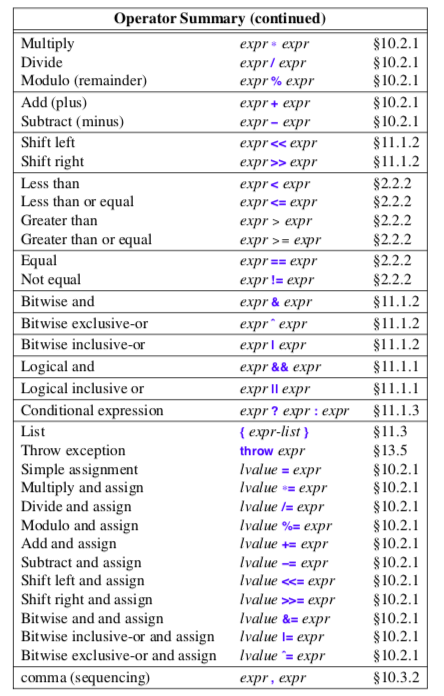 Operator Summary (continued)
Multiply expr * expr §10.2.1
Divide expr / expr §10.2.1
Modulo (remainder) expr % expr §10.2.1
Add (plus) expr + expr §10.2.1
Subtract (minus) expr − expr §10.2.1
Shift left expr << expr §11.1.2
Shift right expr >> expr §11.1.2
Less than expr < expr §2.2.2
Less than or equal expr <= expr §2.2.2
Greater than expr > expr §2.2.2
Greater than or equal expr >= expr §2.2.2
Equal expr == expr §2.2.2
Not equal expr != expr §2.2.2
Bitwise and expr & expr §11.1.2
Bitwise exclusive-or expr ^ expr §11.1.2
Bitwise inclusive-or expr | expr §11.1.2
Logical and expr && expr §11.1.1
Logical inclusive or expr || expr §11.1.1
Conditional expression expr ? expr : expr §11.1.3
List { expr-list } §11.3
Throw exception throw expr §13.5
Simple assignment lvalue = expr §10.2.1
Multiply and assign lvalue *= expr §10.2.1
Divide and assign lvalue /= expr §10.2.1
Modulo and assign lvalue %= expr §10.2.1
Add and assign lvalue += expr §10.2.1
Subtract and assign lvalue −= expr §10.2.1
Shift left and assign lvalue <<= expr §10.2.1
Shift right and assign lvalue >>= expr §10.2.1
Bitwise and and assign lvalue &= expr §10.2.1
Bitwise inclusive-or and assign lvalue |= expr §10.2.1
Bitwise exclusive-or and assign lvalue ^= expr §10.2.1
comma (sequencing) expr , expr §10.3.2